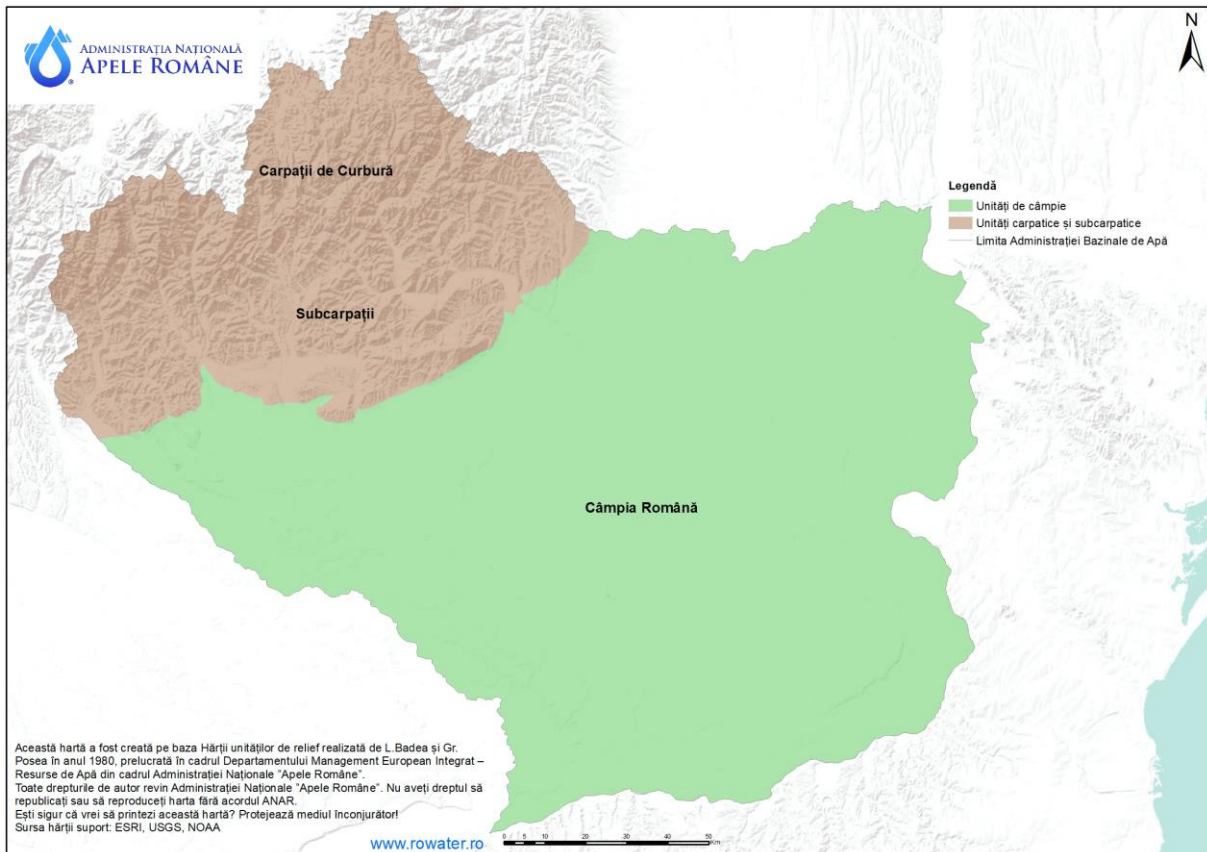 ADMINISTRAȚIA NAȚIONALĂ
APELE ROMÂNE
®
N
Carpații de Curbură
Legendă
Unități de câmpie
Unități carpatice și subcarpatice
Limita Administrației Bazinale de Apă
Subcarpații
Câmpia Română
Această hartă a fost creată pe baza Hărții unităților de relief realizată de L.Badea și Gr.
Posea în anul 1980, prelucrată în cadrul Departamentului Management European Integrat –
Resurse de Apă din cadrul Administrației Naționale "Apele Române".
Toate drepturile de autor revin Administrației Naționale "Apele Române". Nu aveți dreptul să
republicați sau să reproduceți harta fără acordul ANAR.
Ești sigur că vrei să printezi această hartă? Protejează mediul înconjurător!
Sursa hărții suport: ESRI, USGS, NOAA
www.rowater.ro
0 5 10 20 30 40 50
Km